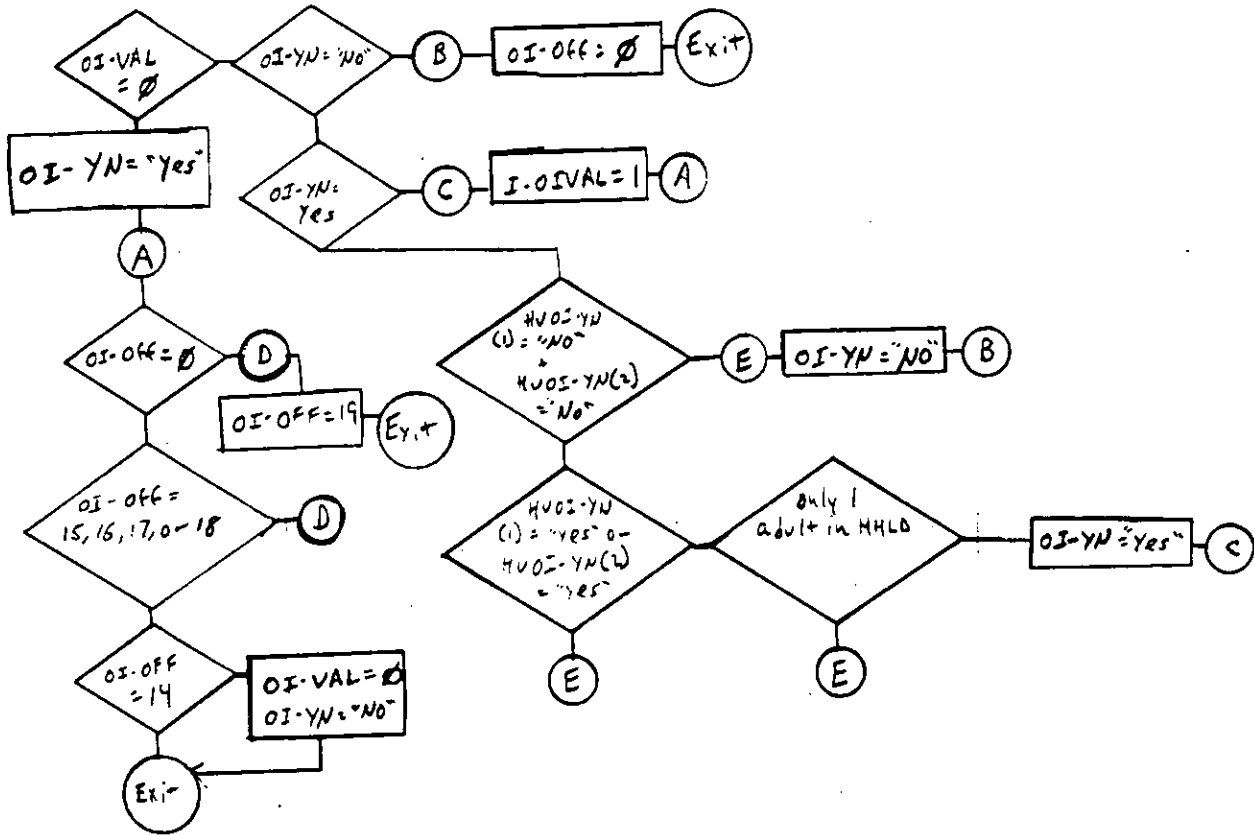 OI-VAL
= Ø
OI-YN="NO"
B
OI-Off= Ø
Exit
OI-YN="Yes"
OI-YN=
Yes
C
I-OIVAL=1
A
A
HUOI-YN
(1) = "NO"
+
HUOI-YN(2)
="No"
E
OI-YN="NO"
B
OI-Off=Ø
D
OI-OFF=19
Exit
OI-Off=
15, 16, 17, or 18
D
HUOI-YN
(1) = "Yes" or
HUOI-YN(2)
= "yes"
only 1
adult in HHLD
OI-YN="Yes"
C
OI-OFF
=14
OI-VAL=Ø
OI-YN="NO"
E
E
Exit